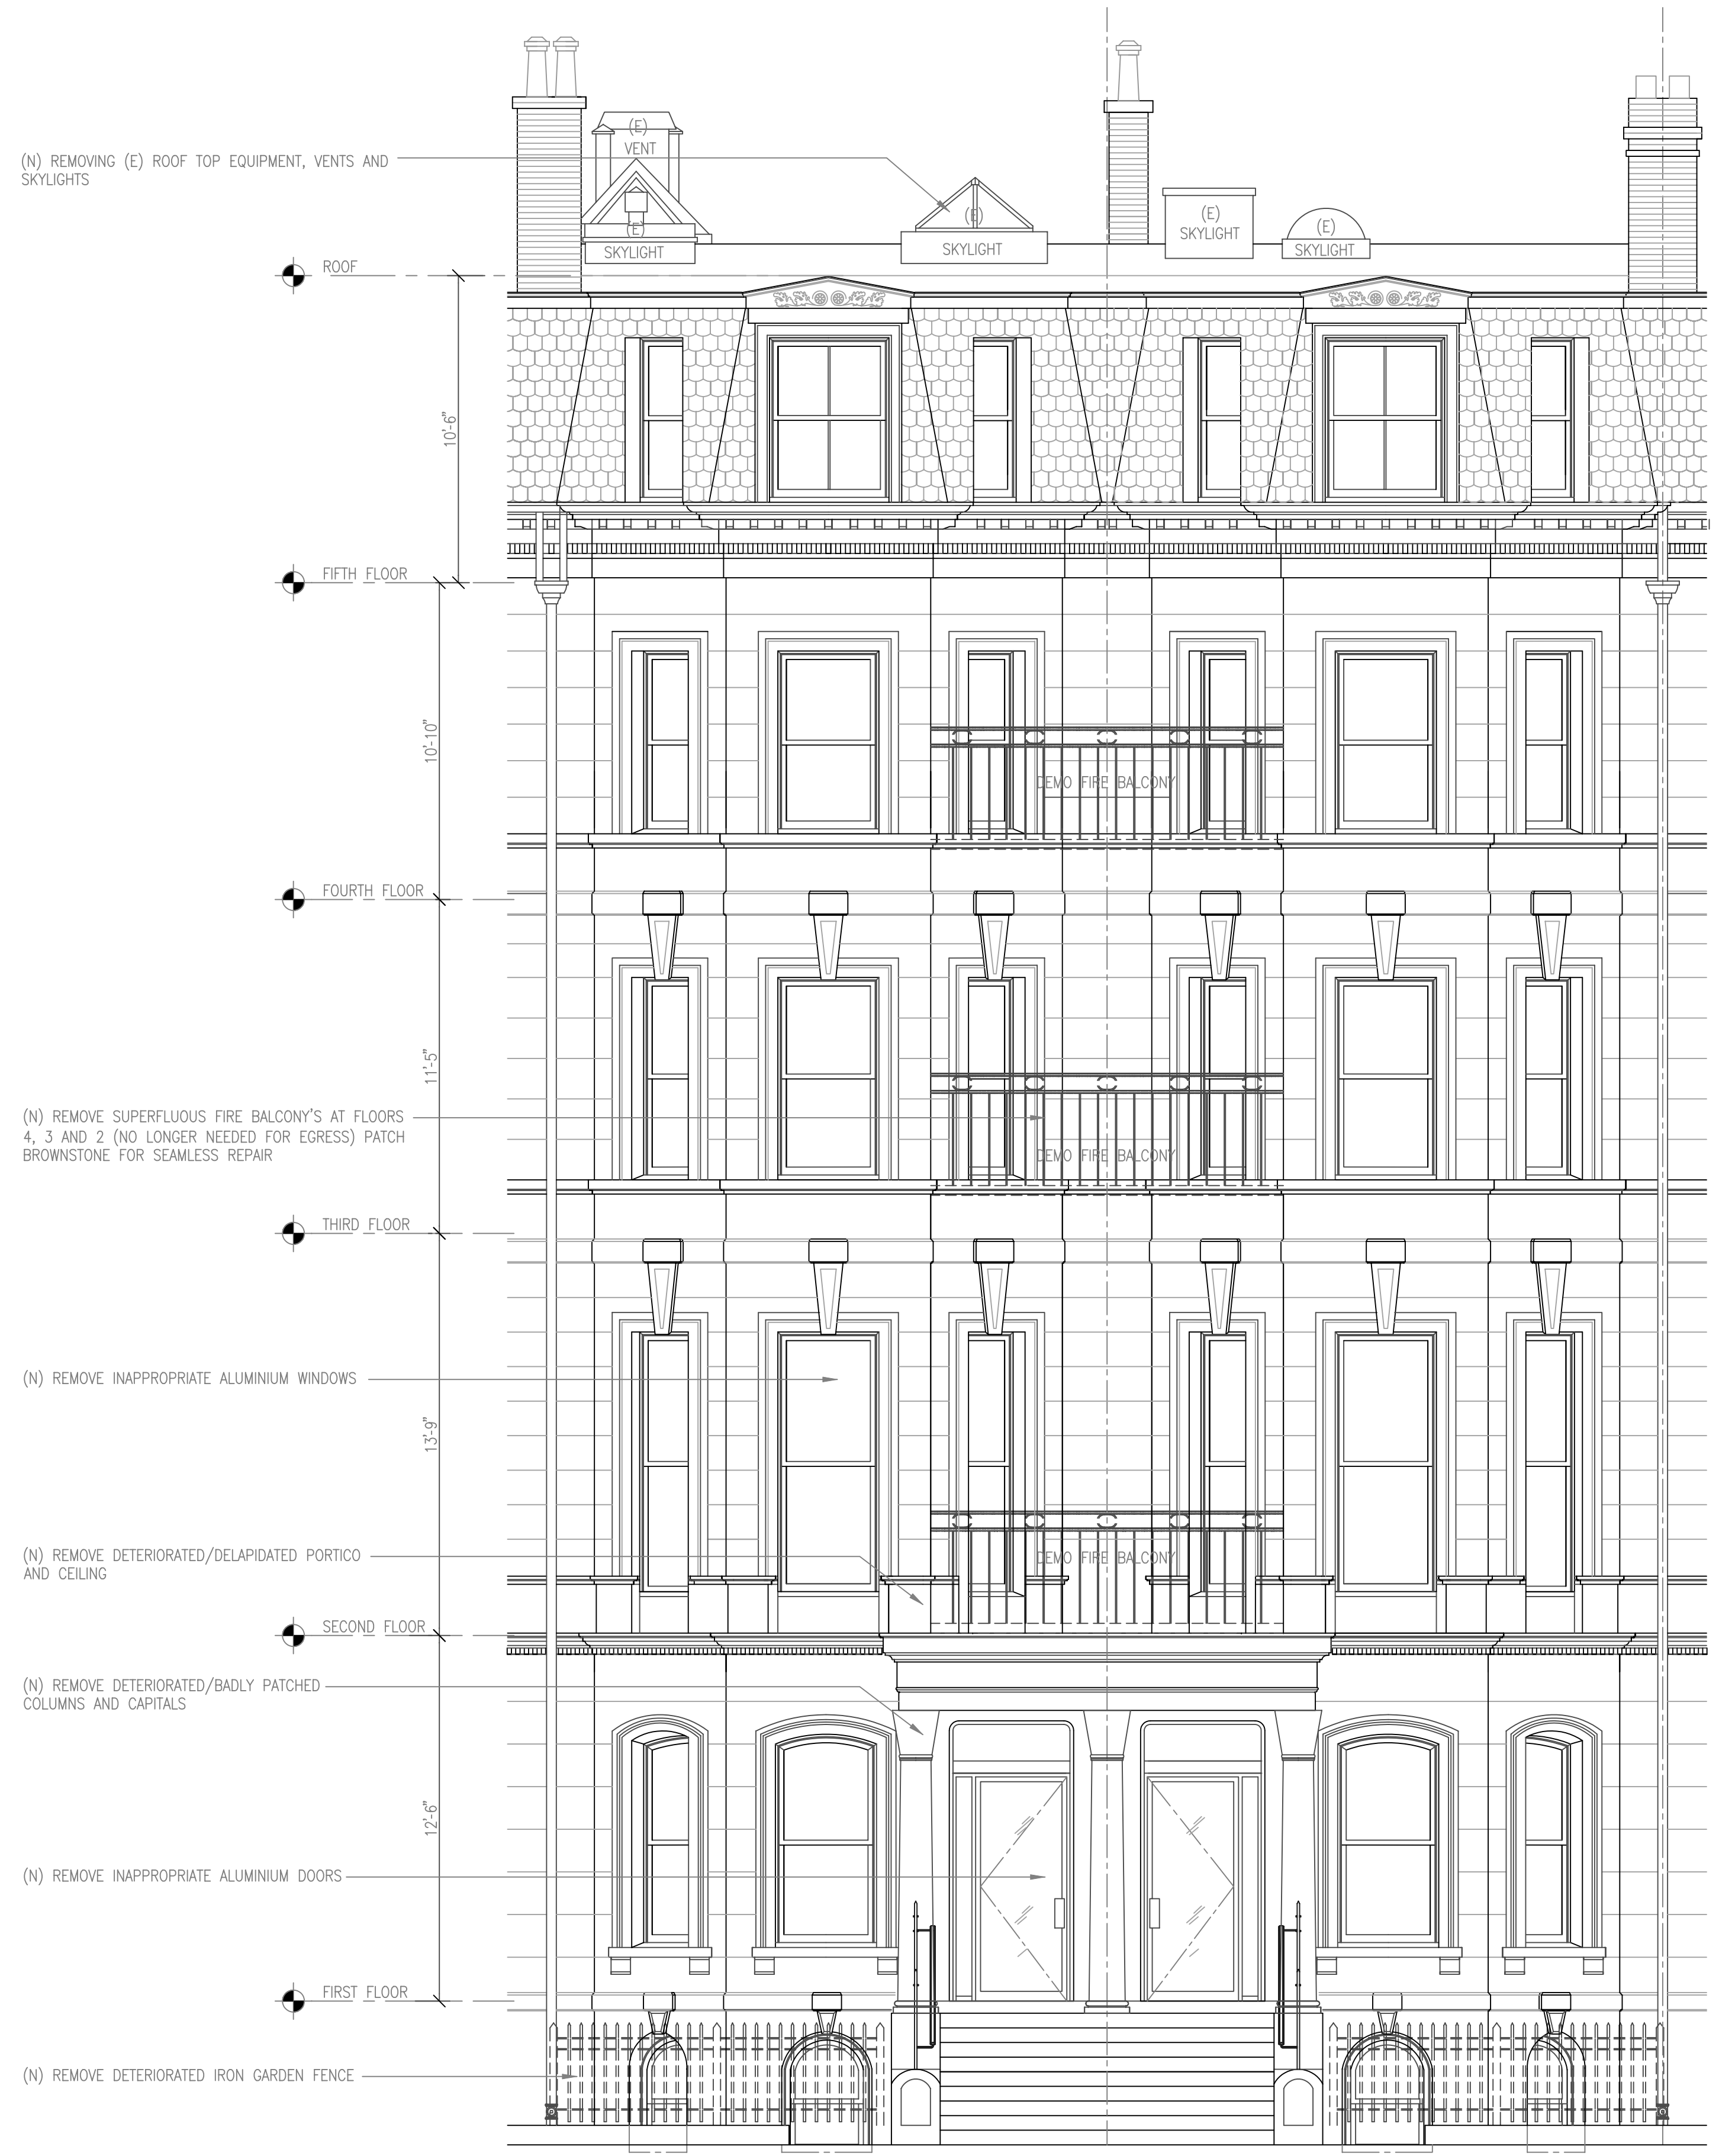 (E)
VENT
(N) REMOVING (E) ROOF TOP EQUIPMENT, VENTS AND
SKYLIGHTS
(E)
SKYLIGHT
(E)
SKYLIGHT
(E)
SKYLIGHT
(E)
SKYLIGHT
ROOF
10'-6"
FIFTH FLOOR
10'-10"
DEMO FIRE BALCONY
FOURTH FLOOR
11'-5"
(N) REMOVE SUPERFLUOUS FIRE BALCONY'S AT FLOORS
4, 3 AND 2 (NO LONGER NEEDED FOR EGRESS) PATCH
BROWNSTONE FOR SEAMLESS REPAIR
DEMO FIRE BALCONY
THIRD FLOOR
(N) REMOVE INAPPROPRIATE ALUMINIUM WINDOWS
13'-9"
(N) REMOVE DETERIORATED/DELAPIDATED PORTICO
AND CEILING
DEMO FIRE BALCONY
SECOND FLOOR
(N) REMOVE DETERIORATED/BADLY PATCHED
COLUMNS AND CAPITALS
12'-6"
(N) REMOVE INAPPROPRIATE ALUMINIUM DOORS
FIRST FLOOR
(N) REMOVE DETERIORATED IRON GARDEN FENCE